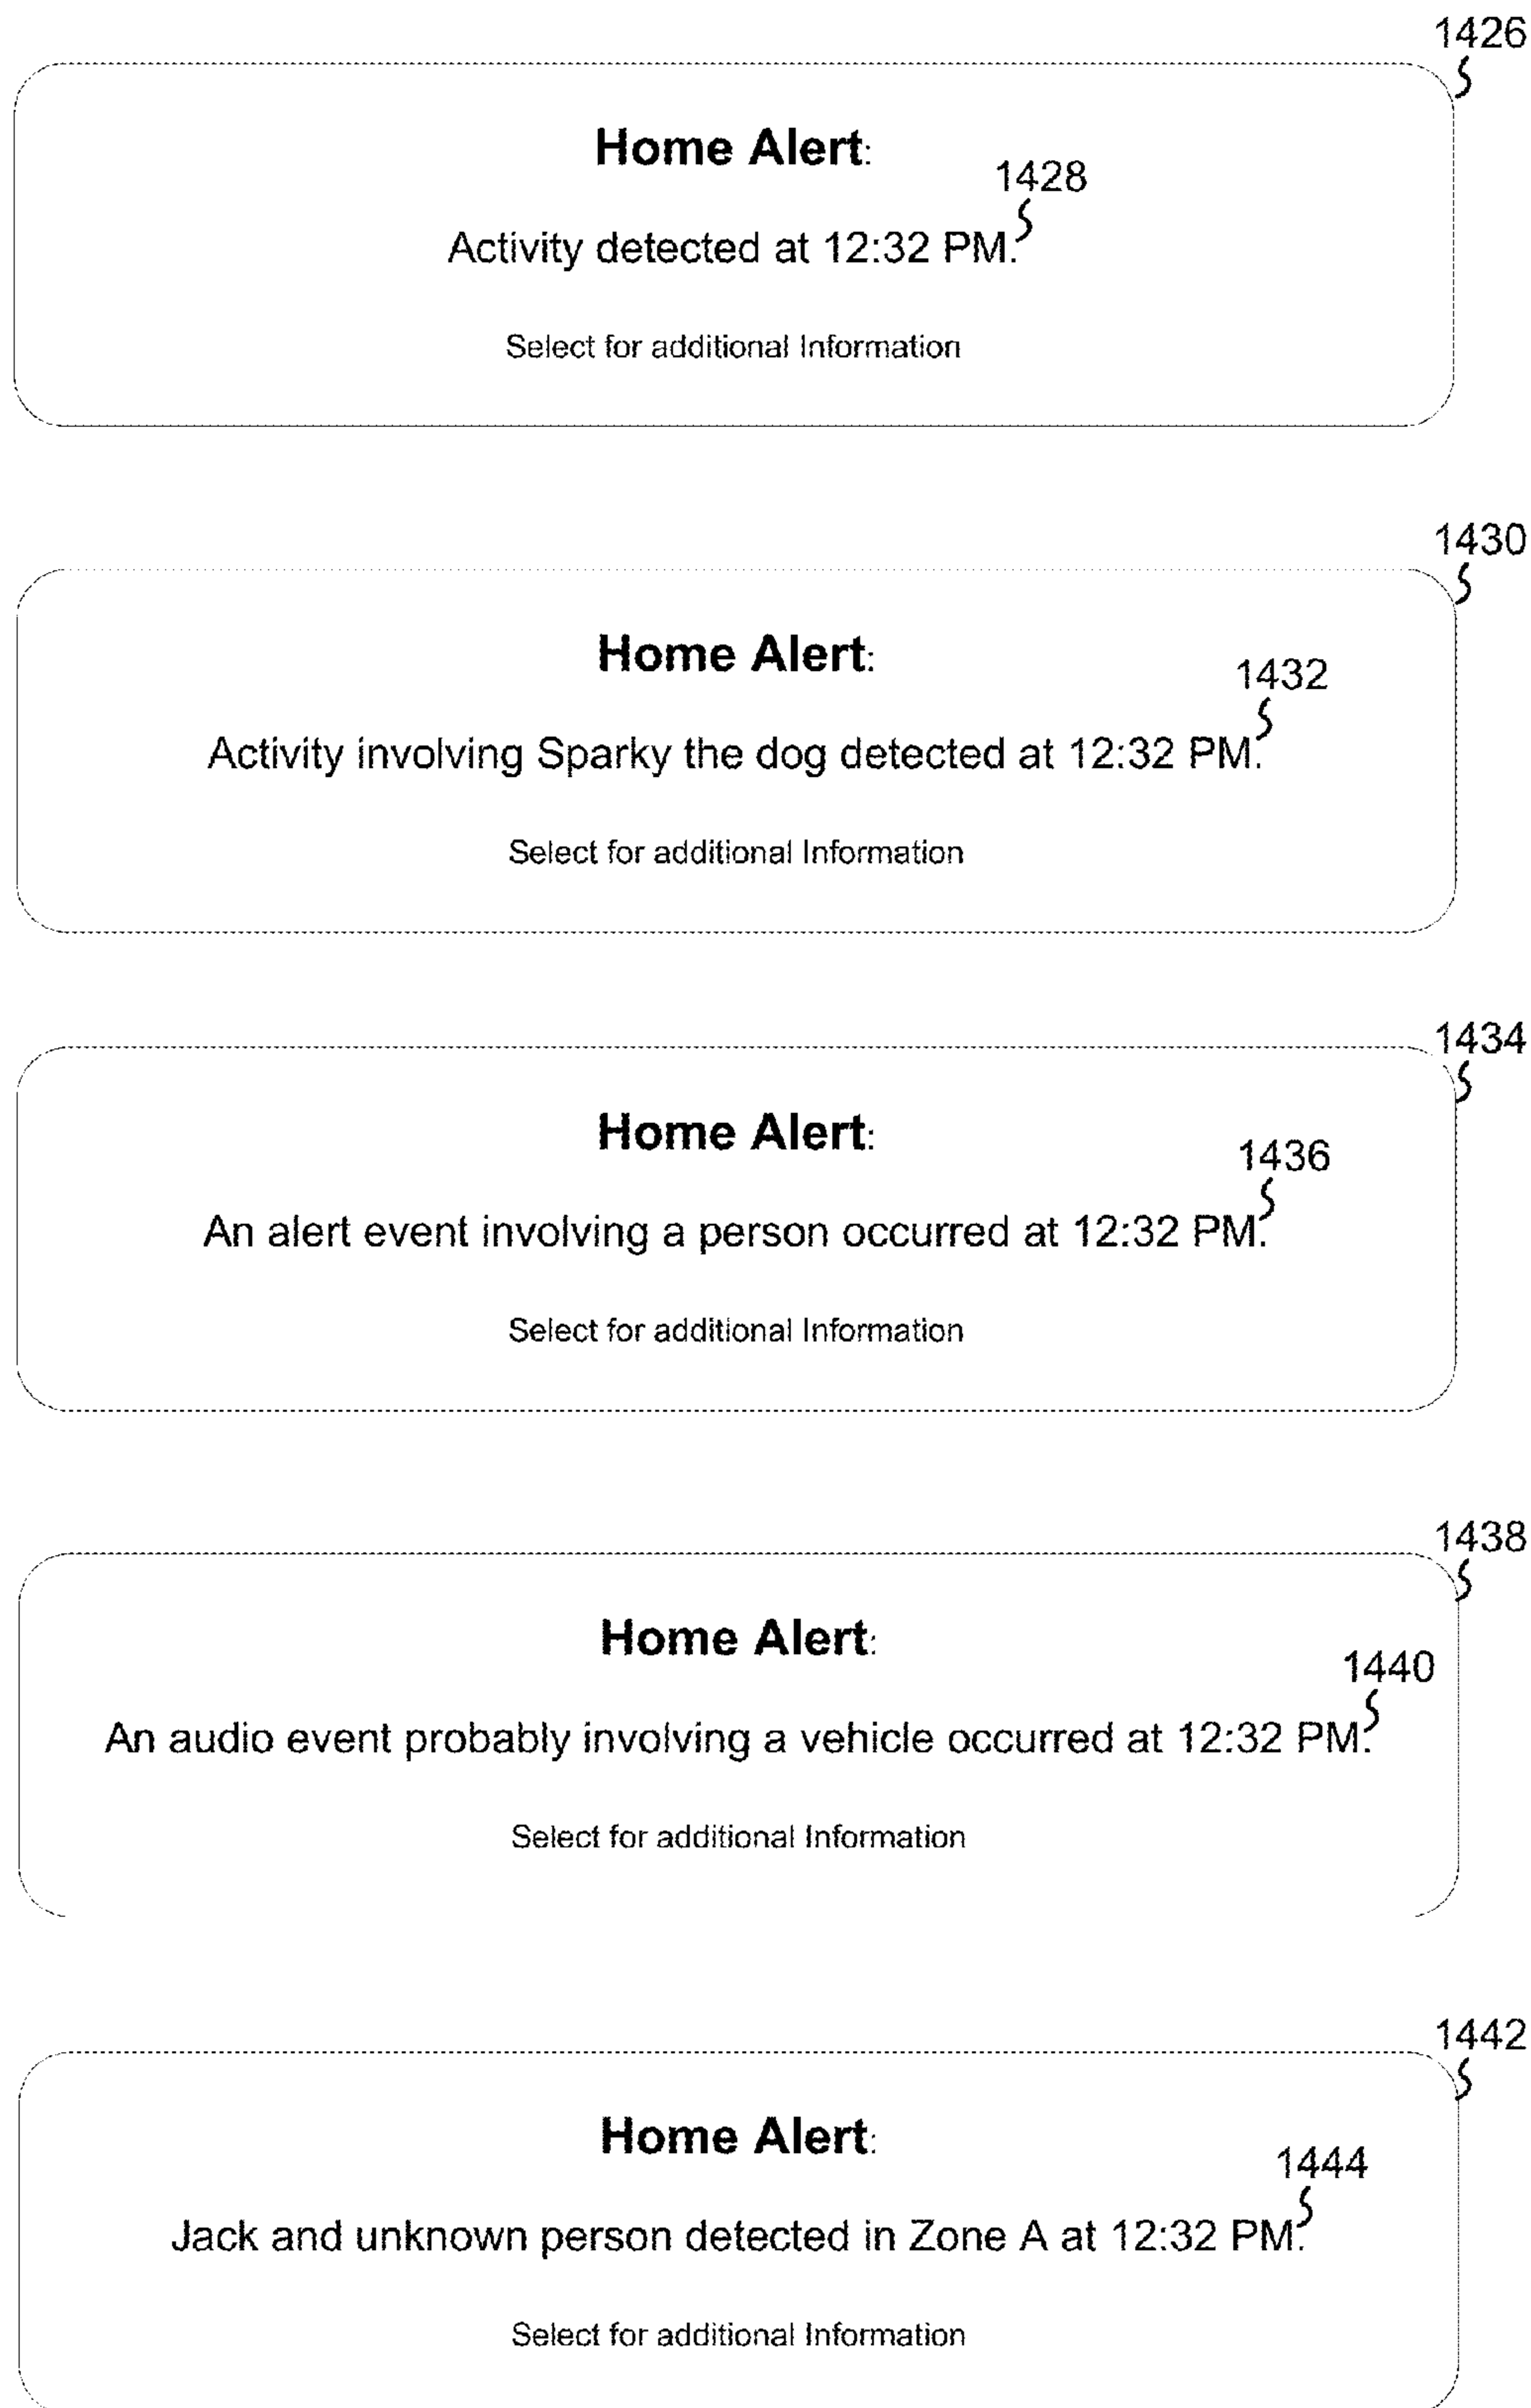 1426
Home Alert:
1428
Activity detected at 12:32 PM.
Select for additional Information
1430
Home Alert:
1432
Activity involving Sparky the dog detected at 12:32 PM.
Select for additional Information
1434
Home Alert:
1436
An alert event involving a person occurred at 12:32 PM.
Select for additional Information
1438
Home Alert:
1440
An audio event probably involving a vehicle occurred at 12:32 PM.
Select for additional Information
1442
Home Alert:
1444
Jack and unknown person detected in Zone A at 12:32 PM.
Select for additional Information